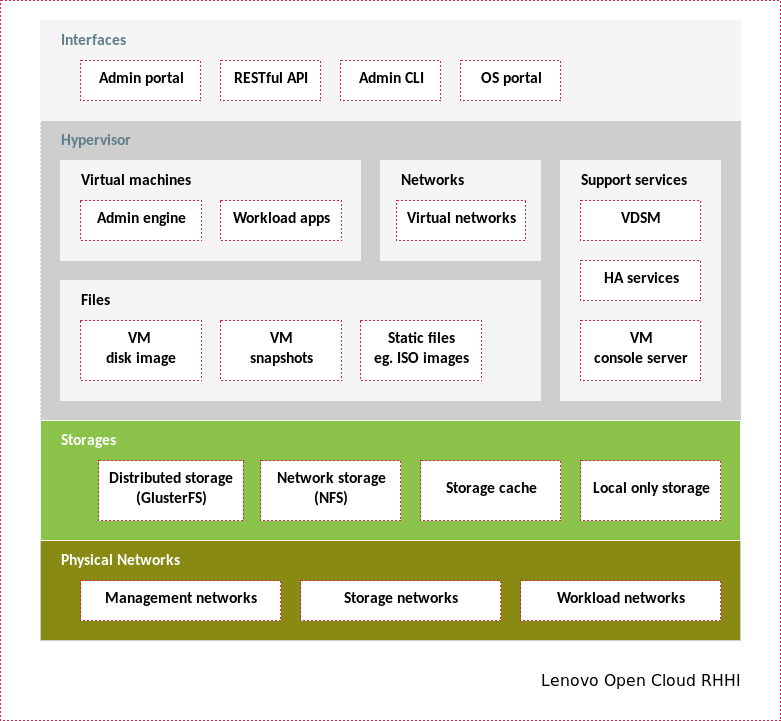 Interfaces
Admin portal
RESTful API
Admin CLI
OS portal
Hypervisor
Virtual machines
Admin engine
Workload apps
Networks
Virtual networks
Support services
VDSM
HA services
VM
console server
Files
VM
disk image
VM
snapshots
Static files
eg. ISO images
Storages
Distributed storage
(GlusterFS)
Network storage
(NFS)
Storage cache
Local only storage
Physical Networks
Management networks
Storage networks
Workload networks
Lenovo Open Cloud RHHI